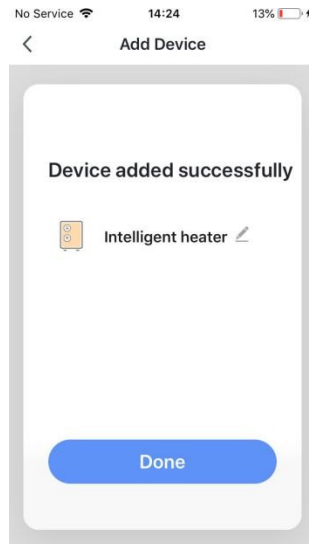 No Service 14:24 13%
Add Device
Device added successfully
Intelligent heater
Done